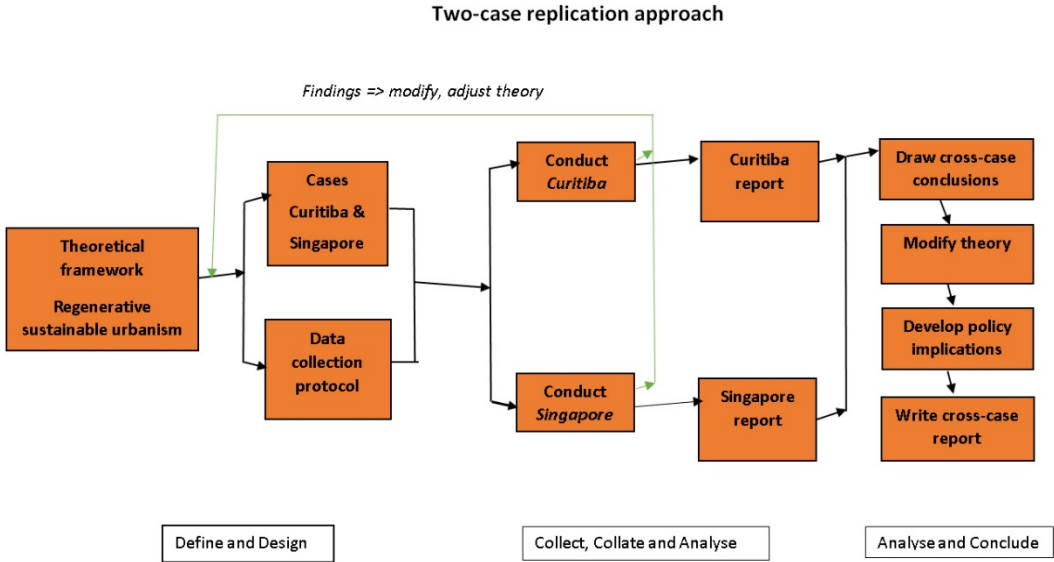 Two-case replication approach
Findings => modify, adjust theory
Theoretical
framework
Regenerative
sustainable urbanism
Cases
Curitiba &
Singapore
Data
collection
protocol
Conduct
Curitiba
Conduct
Singapore
Curitiba
report
Singapore
report
Draw cross-case
conclusions
Modify theory
Develop policy
implications
Write cross-case
report
Define and Design
Collect, Collate and Analyse
Analyse and Conclude